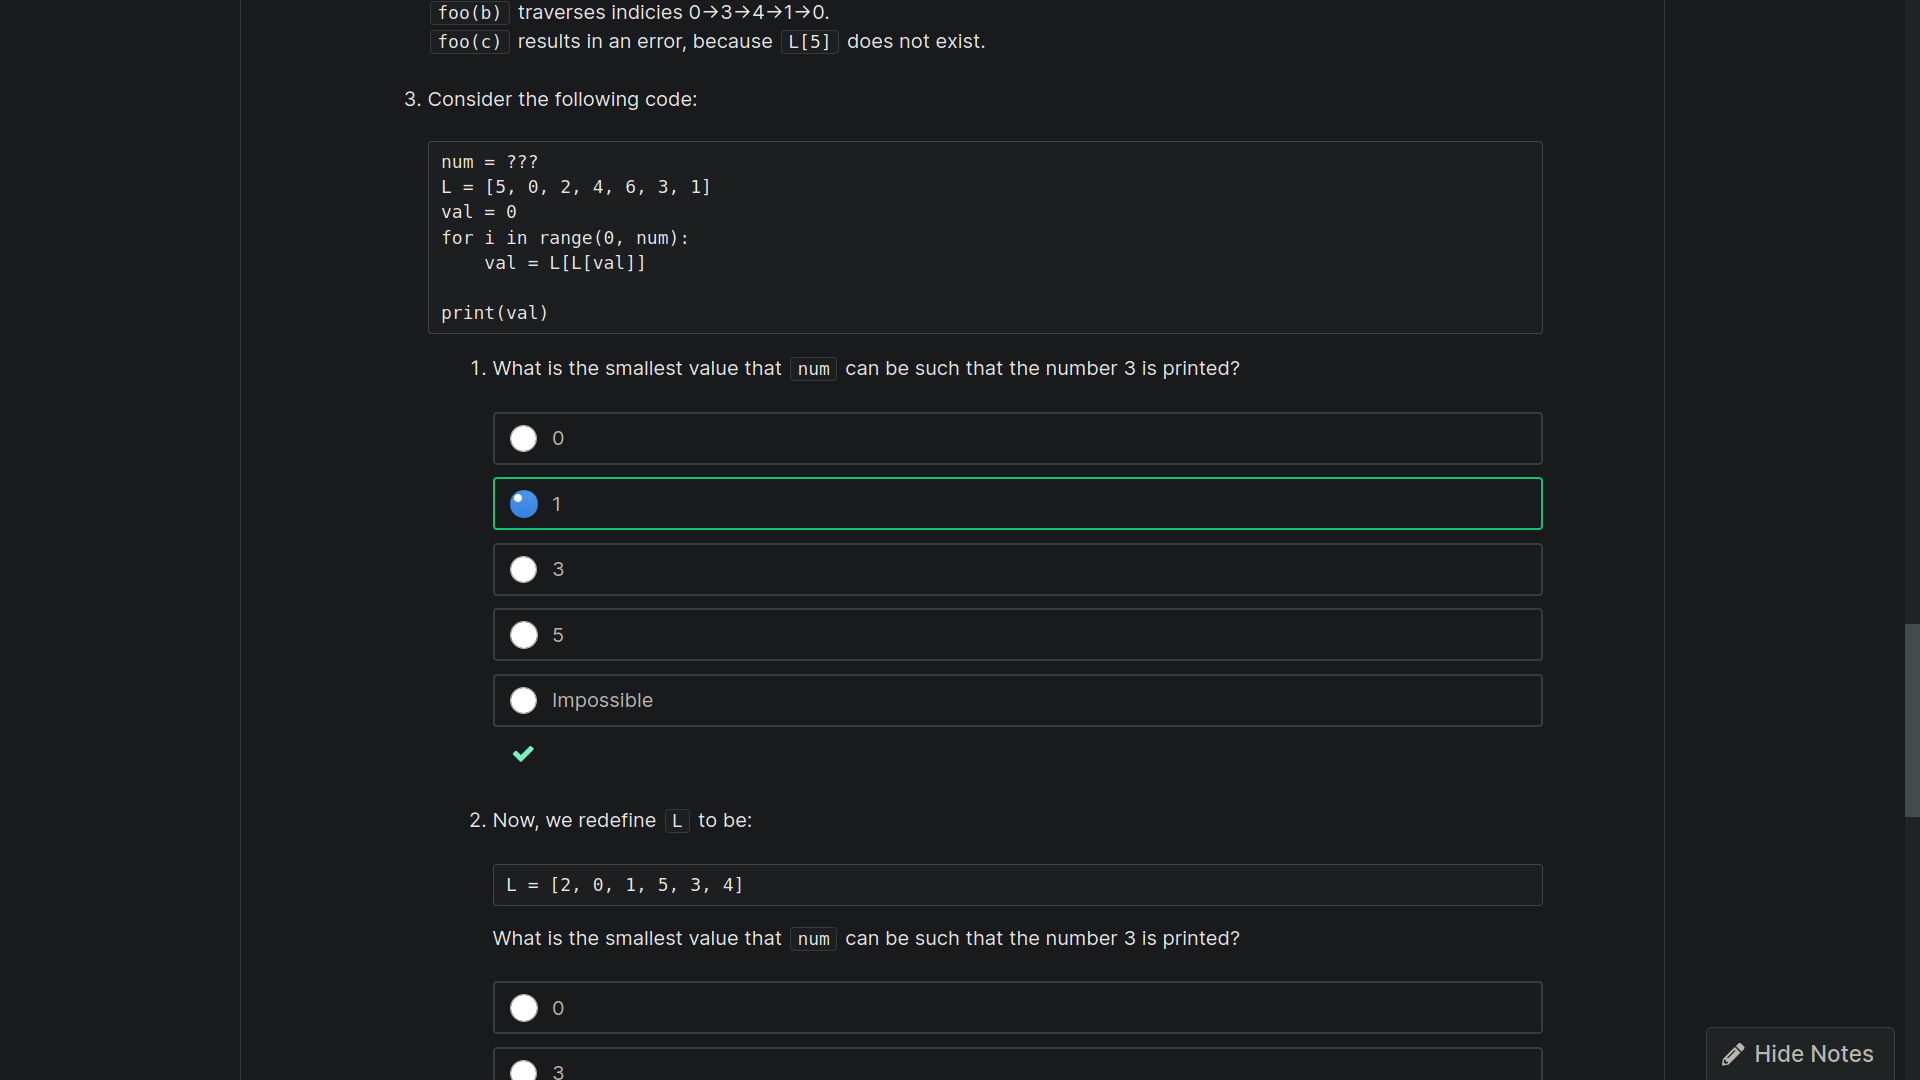 foo(b) traverses indicies 0→3→4→1→0.
foo(c) results in an error, because L[5] does not exist.
3. Consider the following code:
num = ???
L = [5, 0, 2, 4, 6, 3, 1]
val = 0
for i in range(0, num):
    val = L[L[val]]
print(val)
1. What is the smallest value that num can be such that the number 3 is printed?
0
1
3
5
Impossible
2. Now, we redefine L to be:
L = [2, 0, 1, 5, 3, 4]
What is the smallest value that num can be such that the number 3 is printed?
0
3
Hide Notes